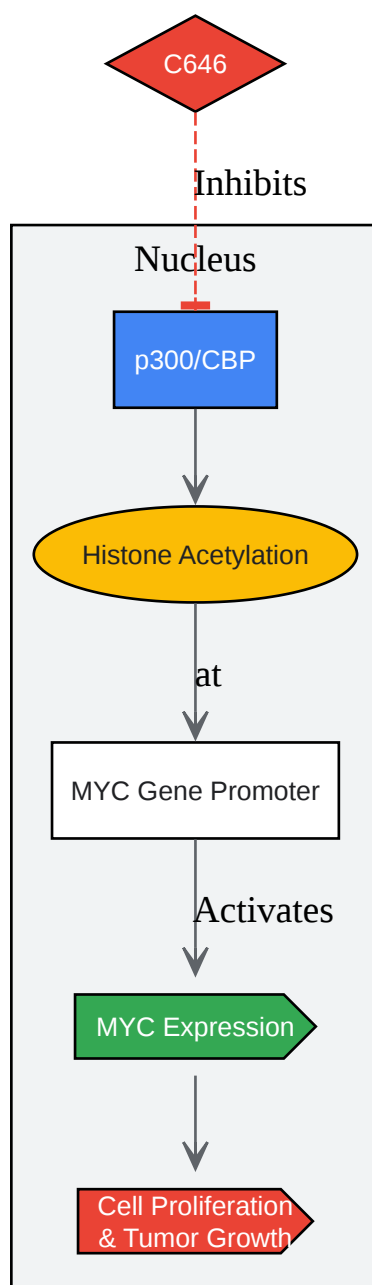 C646
Inhibits
Nucleus
p300/CBP
Histone Acetylation
at
MYC Gene Promoter
Activates
MYC Expression
Cell Proliferation
& Tumor Growth